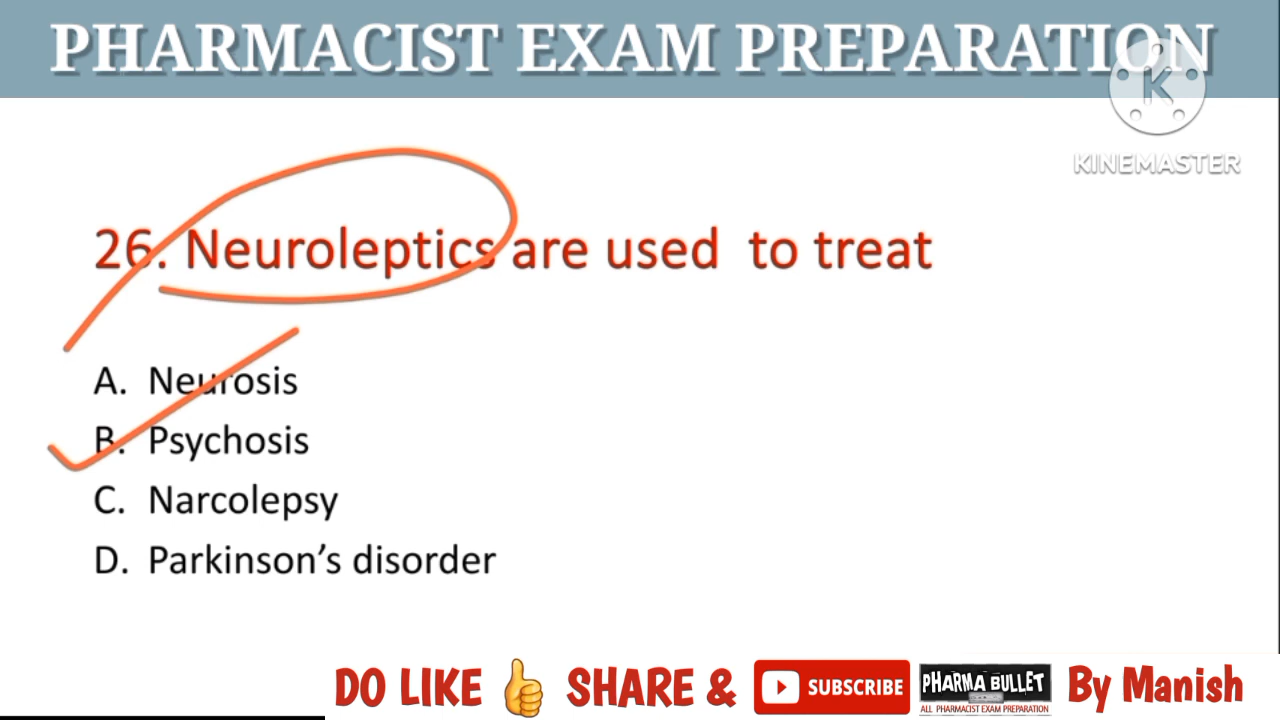 PHARMACIST EXAM PREPARATION
K
KINEMASTER
26. Neuroleptics are used to treat
A. Neurosis
B. Psychosis
C. Narcolepsy
D. Parkinson’s disorder
DO LIKE 👍 SHARE & SUBSCRIBE PHARMA BULLET By Manish
ALL PHARMACIST EXAM PREPARATION